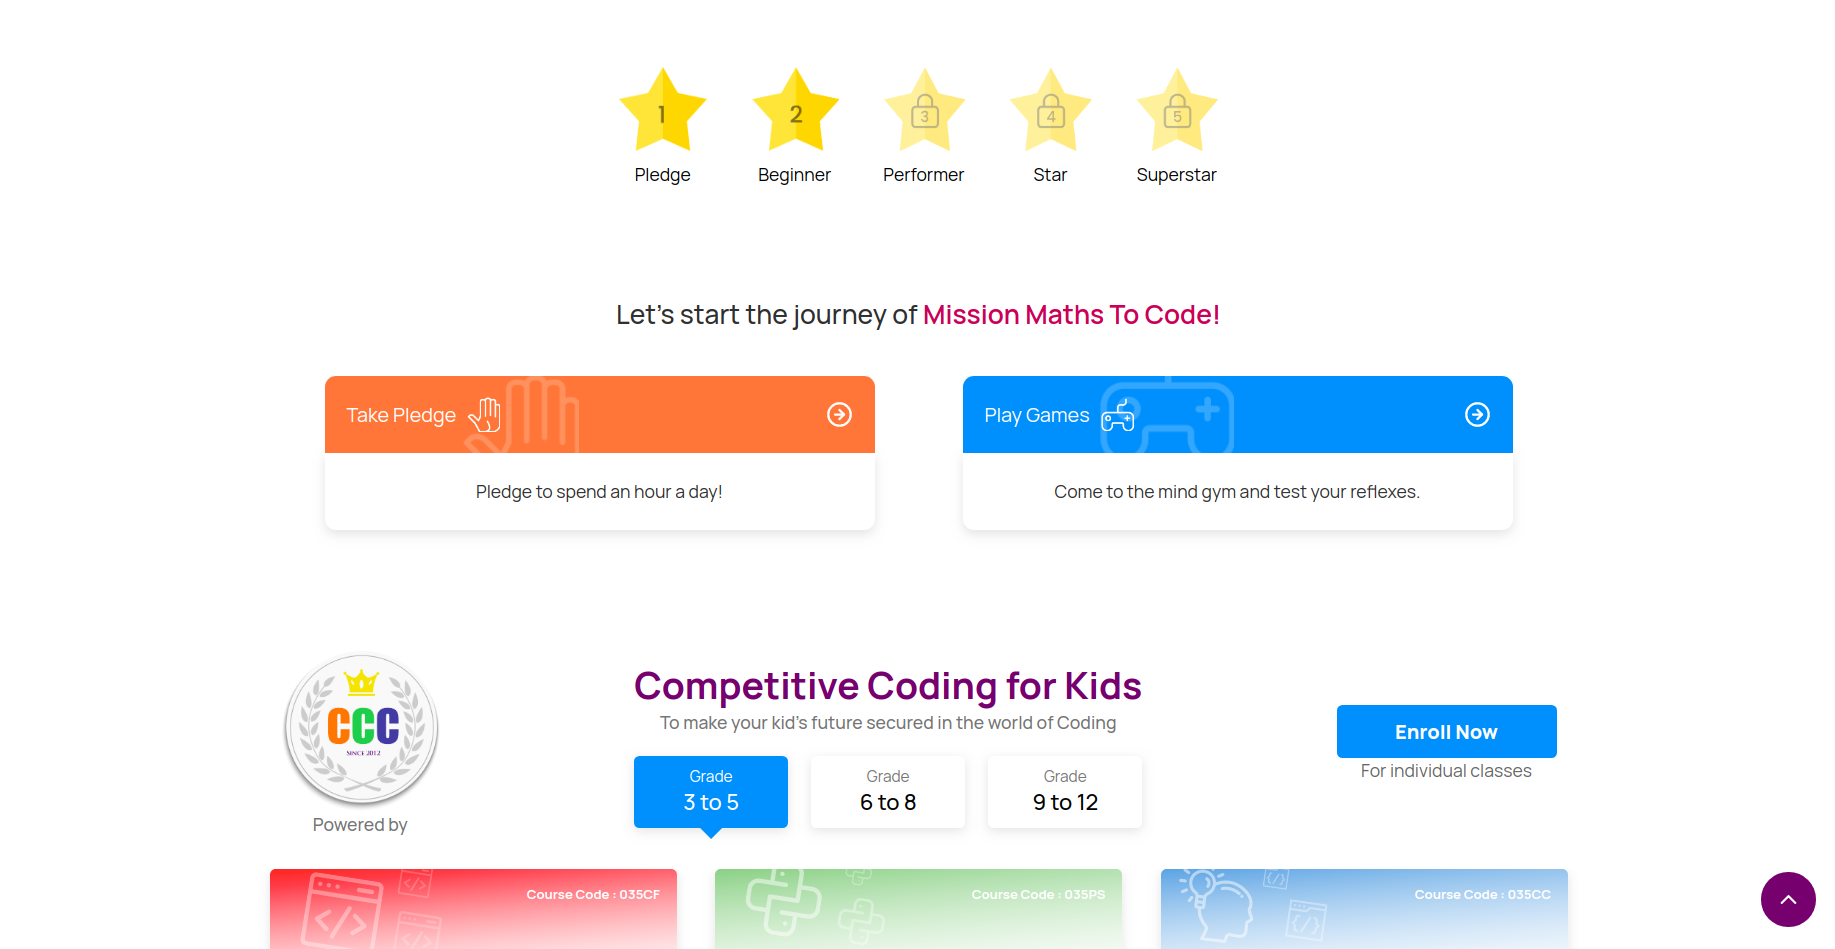 1 2 3 4 5
Pledge Beginner Performer Star Superstar
Let's start the journey of Mission Maths To Code!
Take Pledge
Pledge to spend an hour a day!
Play Games
Come to the mind gym and test your reflexes.
CCC
SINCE 2012
Powered by
Competitive Coding for Kids
To make your kid's future secured in the world of Coding
Grade
3 to 5
Grade
6 to 8
Grade
9 to 12
Enroll Now
For individual classes
Course Code : 035CF
Course Code : 035PS
Course Code : 035CC